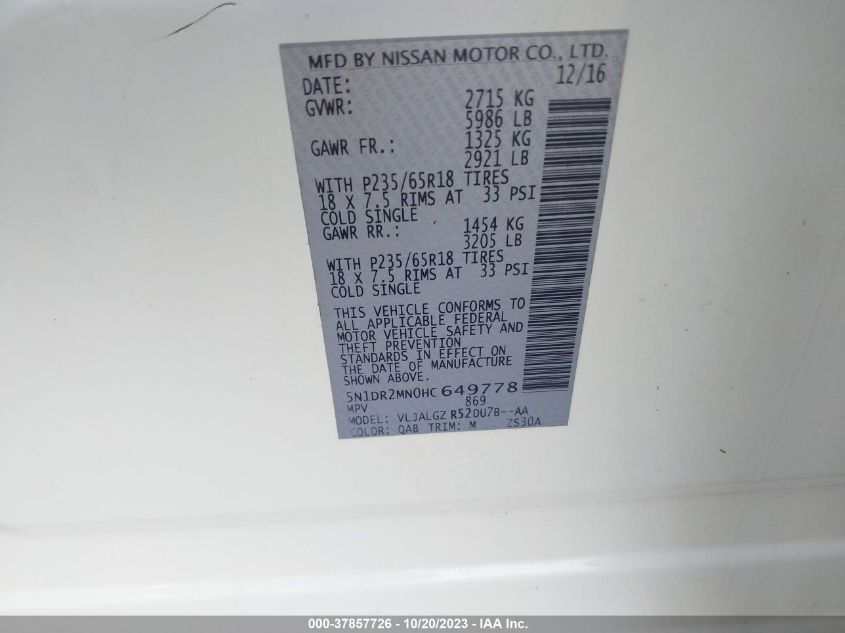 MFD BY NISSAN MOTOR CO., LTD.
DATE: 12/16
GVWR: 2715 KG
5986 LB
GAWR FR.: 1325 KG
2921 LB
WITH P235/65R18 TIRES
18 X 7.5 RIMS AT 33 PSI
COLD SINGLE
GAWR RR.: 1454 KG
3205 LB
WITH P235/65R18 TIRES
18 X 7.5 RIMS AT 33 PSI
COLD SINGLE
THIS VEHICLE CONFORMS TO
ALL APPLICABLE FEDERAL
MOTOR VEHICLE SAFETY AND
THEFT PREVENTION
STANDARDS IN EFFECT ON
THE DATE OF MANUFACTURE
SHOWN ABOVE.
5N1DR2MN0HC649778
MPV 869
MODEL: VLJALGZ R52DU7B--AA
COLOR: QAB TRIM: M ZS30A
000-37857726 - 10/20/2023 - IAA Inc.